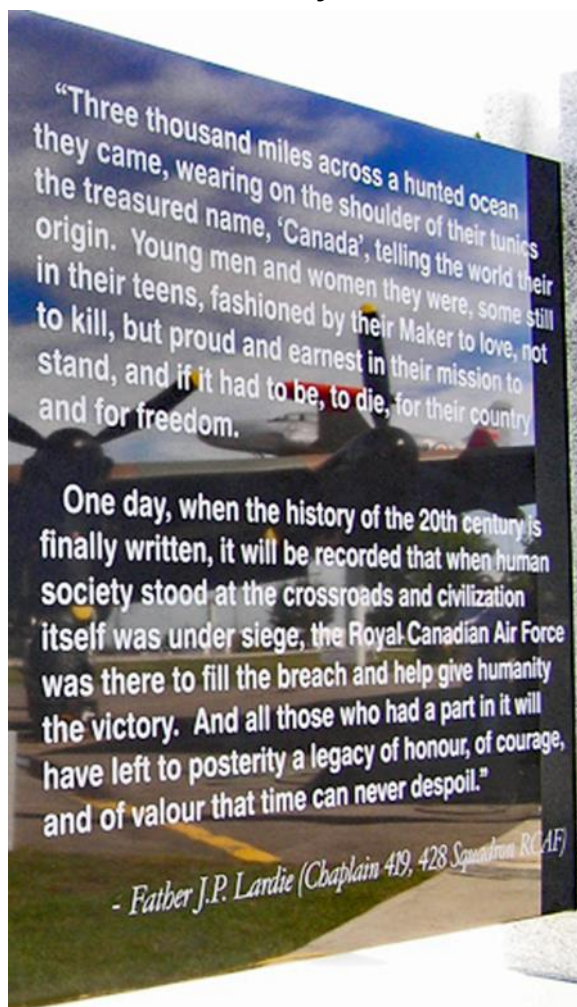 “Three thousand miles across a hunted ocean
they came, wearing on the shoulder of their tunics
the treasured name, ‘Canada’, telling the world their
origin. Young men and women they were, some still
in their teens, fashioned by their Maker to love, not
to kill, but proud and earnest in their mission to
stand, and if it had to be, to die, for their country
and for freedom.
One day, when the history of the 20th century is
finally written, it will be recorded that when human
society stood at the crossroads and civilization
itself was under siege, the Royal Canadian Air Force
was there to fill the breach and help give humanity
the victory. And all those who had a part in it will
have left to posterity a legacy of honour, of courage,
and of valour that time can never despoil.”
- Father J.P. Lardie (Chaplain 419, 428 Squadron RCAF)